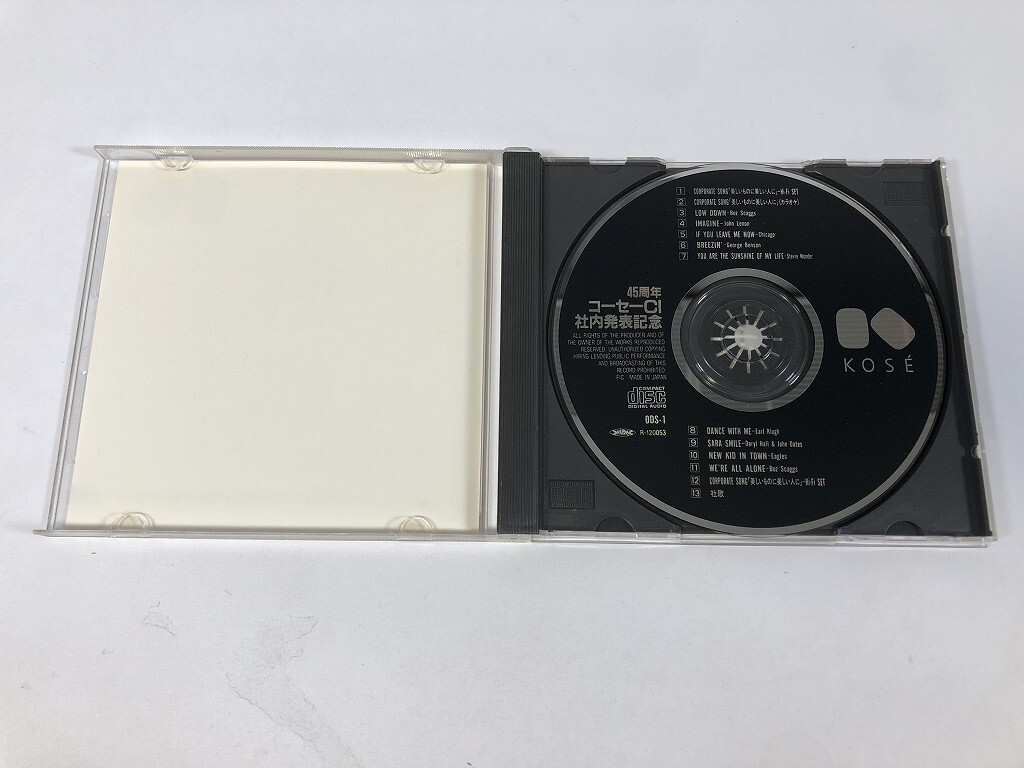 1 CORPORATE SONG「美しいものに美しい人に」-Hi-Fi SET
2 CORPORATE SONG「美しいものに美しい人に」(カラオケ)
3 LOW DOWN-Boz Scaggs
4 IMAGINE-John Lenon
5 IF YOU LEAVE ME NOW-Chicago
6 BREEZIN'-George Benson
7 YOU ARE THE SUNSHINE OF MY LIFE-Stevie Wonder
45周年
コーセーCI
社内発表記念
ALL RIGHTS OF THE PRODUCER AND OF
THE OWNER OF THE WORKS REPRODUCED
RESERVED. UNAUTHORIZED COPYING
HIRING LENDING PUBLIC PERFORMANCE
AND BROADCASTING OF THIS
RECORD PROHIBITED.
F.I.C. MADE IN JAPAN
COMPACT
disc
DIGITAL AUDIO
ODS-1
R-120053
KOSÉ
8 DANCE WITH ME-Earl Klugh
9 SARA SMILE-Daryl Hall & John Oates
10 NEW KID IN TOWN-Eagles
11 WE'RE ALL ALONE-Boz Scaggs
12 CORPORATE SONG「美しいものに美しい人に」-Hi-Fi SET
13 社歌